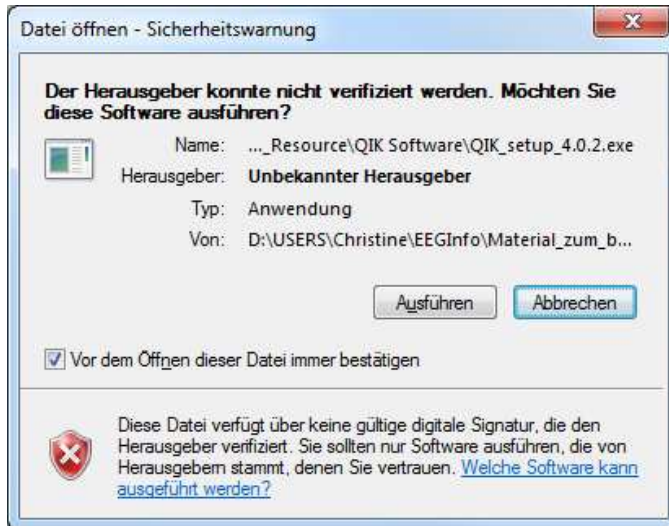 Datei öffnen - Sicherheitswarnung
Der Herausgeber konnte nicht verifiziert werden. Möchten Sie
diese Software ausführen?
Name: ..._Resource\QIK Software\QIK_setup_4.0.2.exe
Herausgeber: Unbekannter Herausgeber
Typ: Anwendung
Von: D:\USERS\Christine\EEGInfo\Material_zum_b...
Ausführen Abbrechen
Vor dem Öffnen dieser Datei immer bestätigen
Diese Datei verfügt über keine gültige digitale Signatur, die den
Herausgeber verifiziert. Sie sollten nur Software ausführen, die von
Herausgebern stammt, denen Sie vertrauen. Welche Software kann
ausgeführt werden?